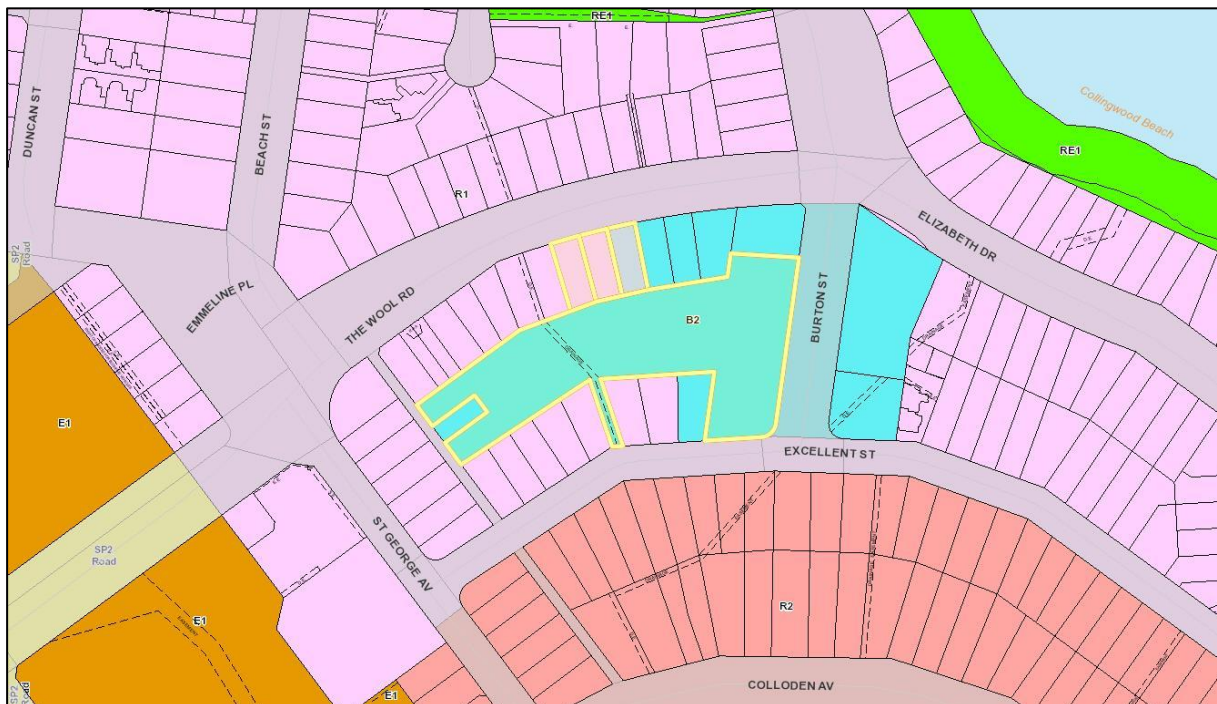 RE1
Collingwood Beach
DUNCAN ST
BEACH ST
RE1
R1
SP2
Road
ELIZABETH DR
EMMELINE PL
THE WOOL RD
B2
BURTON ST
E1
EXCELLENT ST
ST GEORGE AV
SP2
Road
R2
E1
SP2
Road
E1
COLLODEN AV